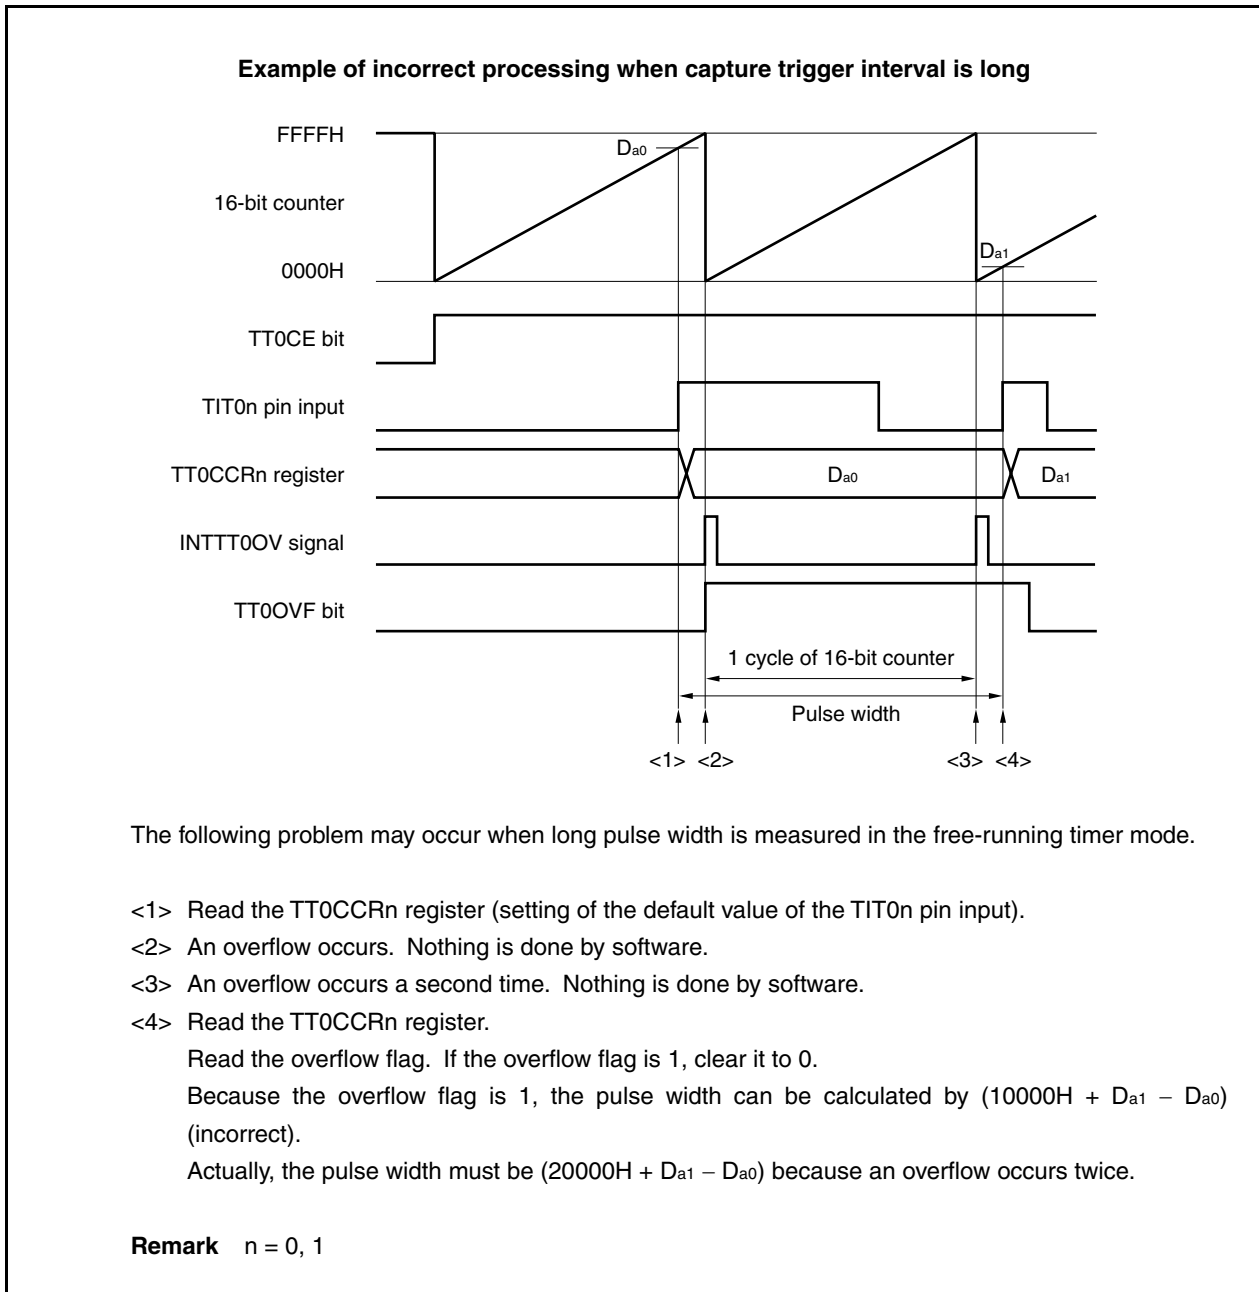 Example of incorrect processing when capture trigger interval is long
FFFFH
Da0
16-bit counter
Da1
0000H
TT0CE bit
TIT0n pin input
TT0CCRn register
Da0
Da1
INTTT0OV signal
TT0OVF bit
1 cycle of 16-bit counter
Pulse width
<1> <2> <3> <4>
The following problem may occur when long pulse width is measured in the free-running timer mode.
<1> Read the TT0CCRn register (setting of the default value of the TIT0n pin input).
<2> An overflow occurs. Nothing is done by software.
<3> An overflow occurs a second time. Nothing is done by software.
<4> Read the TT0CCRn register.
Read the overflow flag. If the overflow flag is 1, clear it to 0.
Because the overflow flag is 1, the pulse width can be calculated by (10000H + Da1 − Da0)
(incorrect).
Actually, the pulse width must be (20000H + Da1 − Da0) because an overflow occurs twice.
Remark n = 0, 1